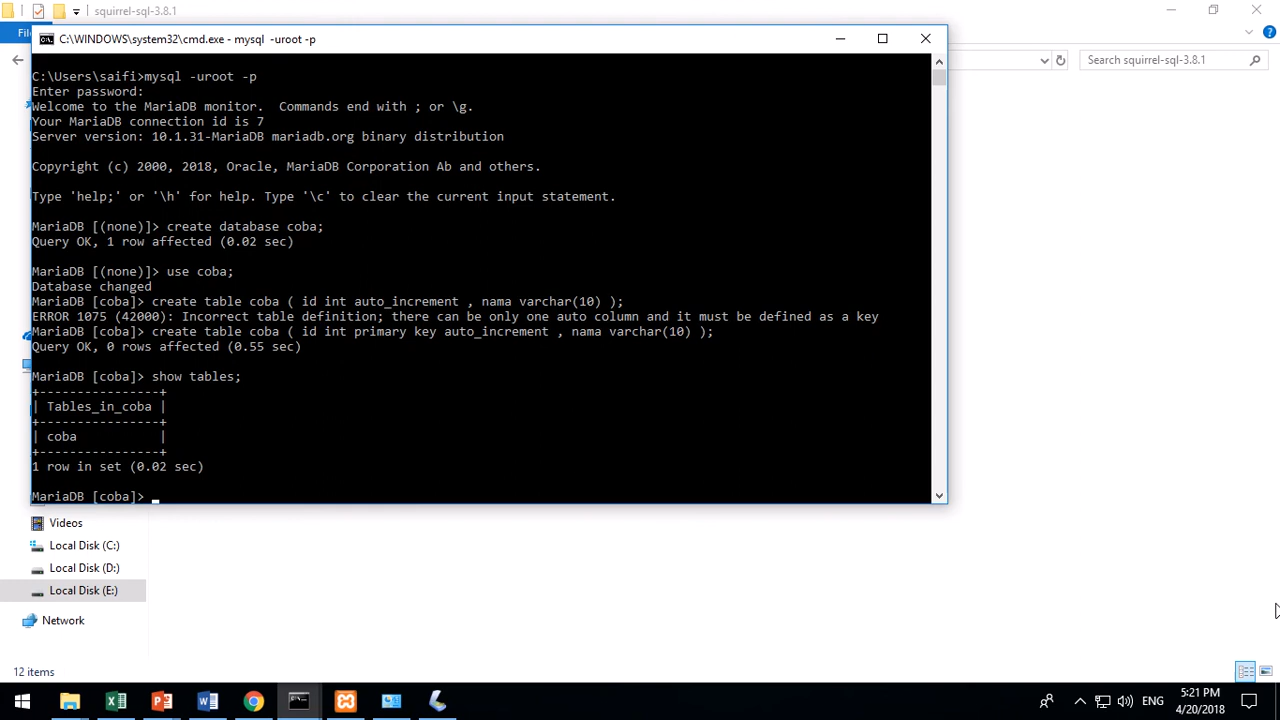 squirrel-sql-3.8.1
C:\WINDOWS\system32\cmd.exe - mysql -uroot -p
Search squirrel-sql-3.8.1
C:\Users\saifi>mysql -uroot -p
Enter password:
Welcome to the MariaDB monitor.  Commands end with ; or \g.
Your MariaDB connection id is 7
Server version: 10.1.31-MariaDB mariadb.org binary distribution
Copyright (c) 2000, 2018, Oracle, MariaDB Corporation Ab and others.
Type 'help;' or '\h' for help. Type '\c' to clear the current input statement.
MariaDB [(none)]> create database coba;
Query OK, 1 row affected (0.02 sec)
MariaDB [(none)]> use coba;
Database changed
MariaDB [coba]> create table coba ( id int auto_increment , nama varchar(10) );
ERROR 1075 (42000): Incorrect table definition; there can be only one auto column and it must be defined as a key
MariaDB [coba]> create table coba ( id int primary key auto_increment , nama varchar(10) );
Query OK, 0 rows affected (0.55 sec)
MariaDB [coba]> show tables;
+----------------+
| Tables_in_coba |
+----------------+
| coba           |
+----------------+
1 row in set (0.02 sec)
MariaDB [coba]>
Videos
Local Disk (C:)
Local Disk (D:)
Local Disk (E:)
Network
12 items
ENG
5:21 PM
4/20/2018